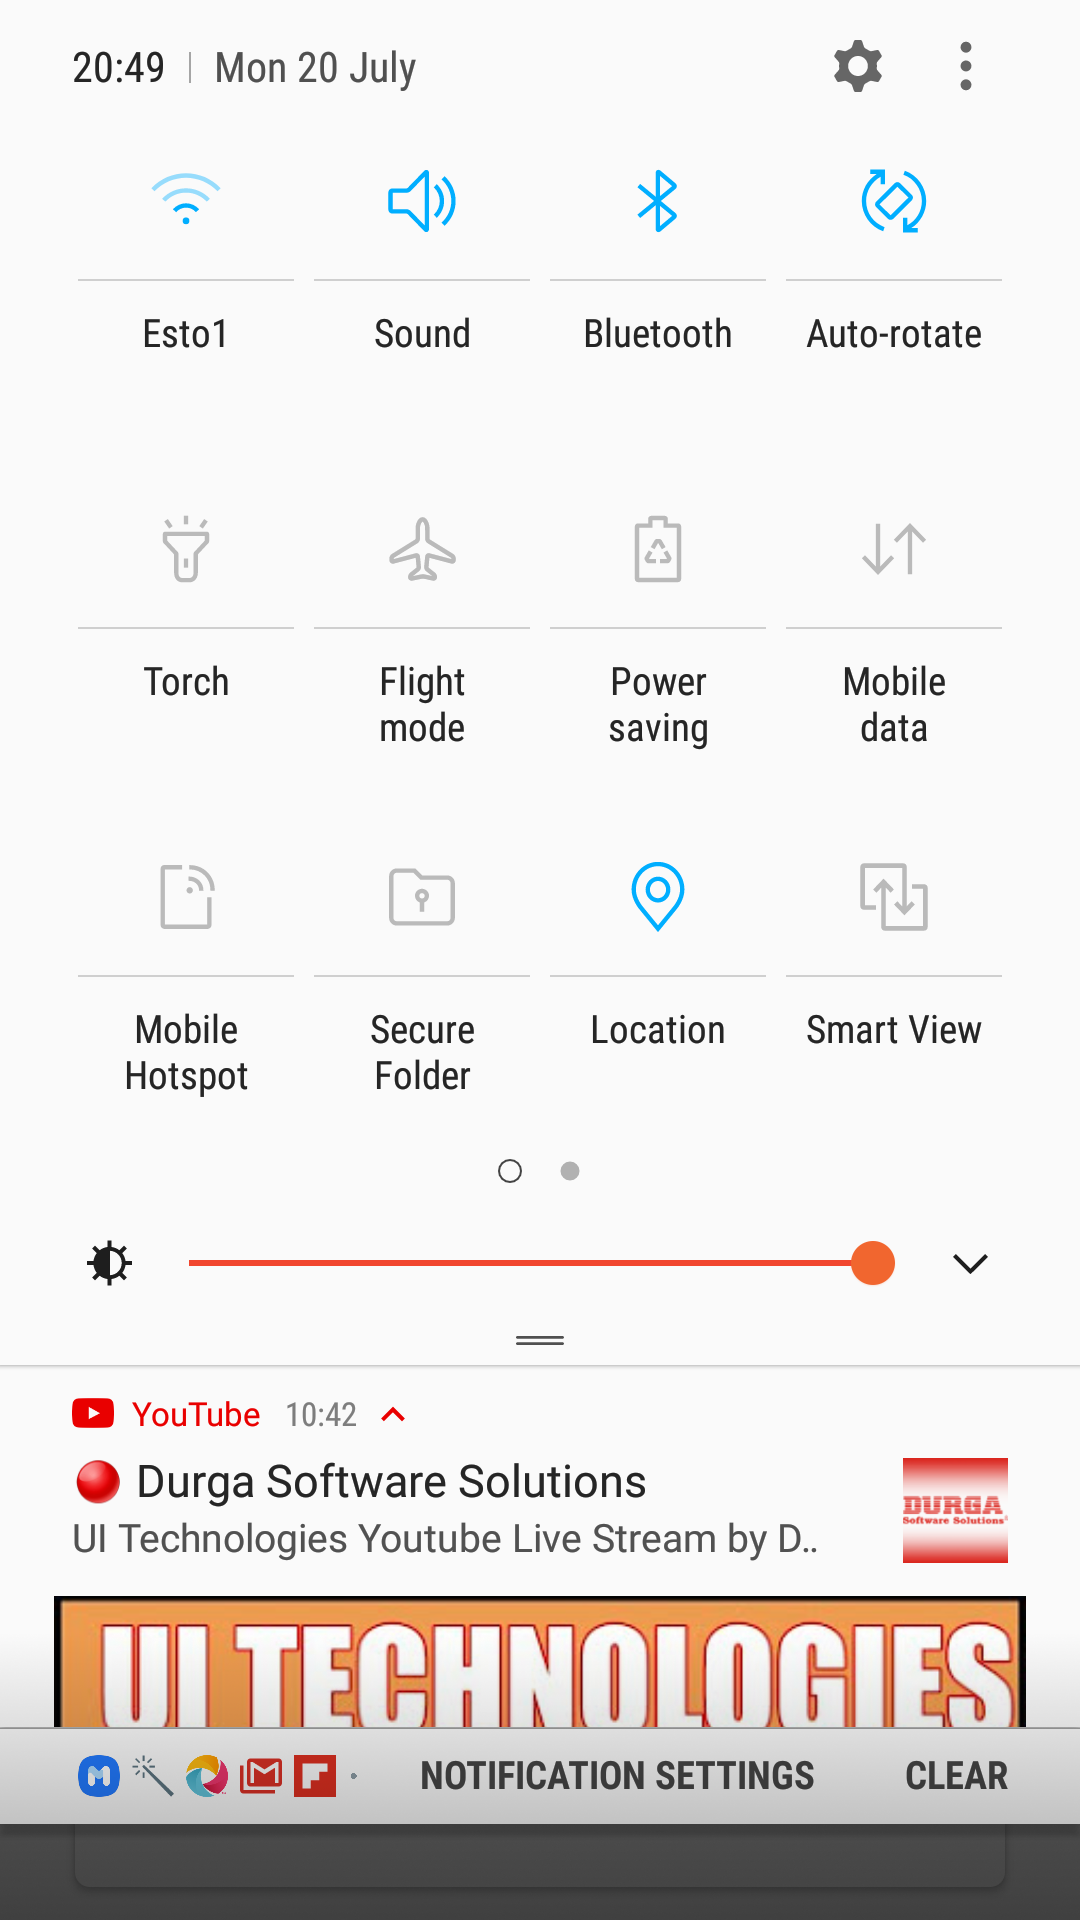 20:49 | Mon 20 July
Esto1 Sound Bluetooth Auto-rotate
Torch Flight mode Power saving Mobile data
Mobile Hotspot Secure Folder Location Smart View
YouTube 10:42
Durga Software Solutions
UI Technologies Youtube Live Stream by D..
DURGA
Software Solutions
UI TECHNOLOGIES
NOTIFICATION SETTINGS CLEAR